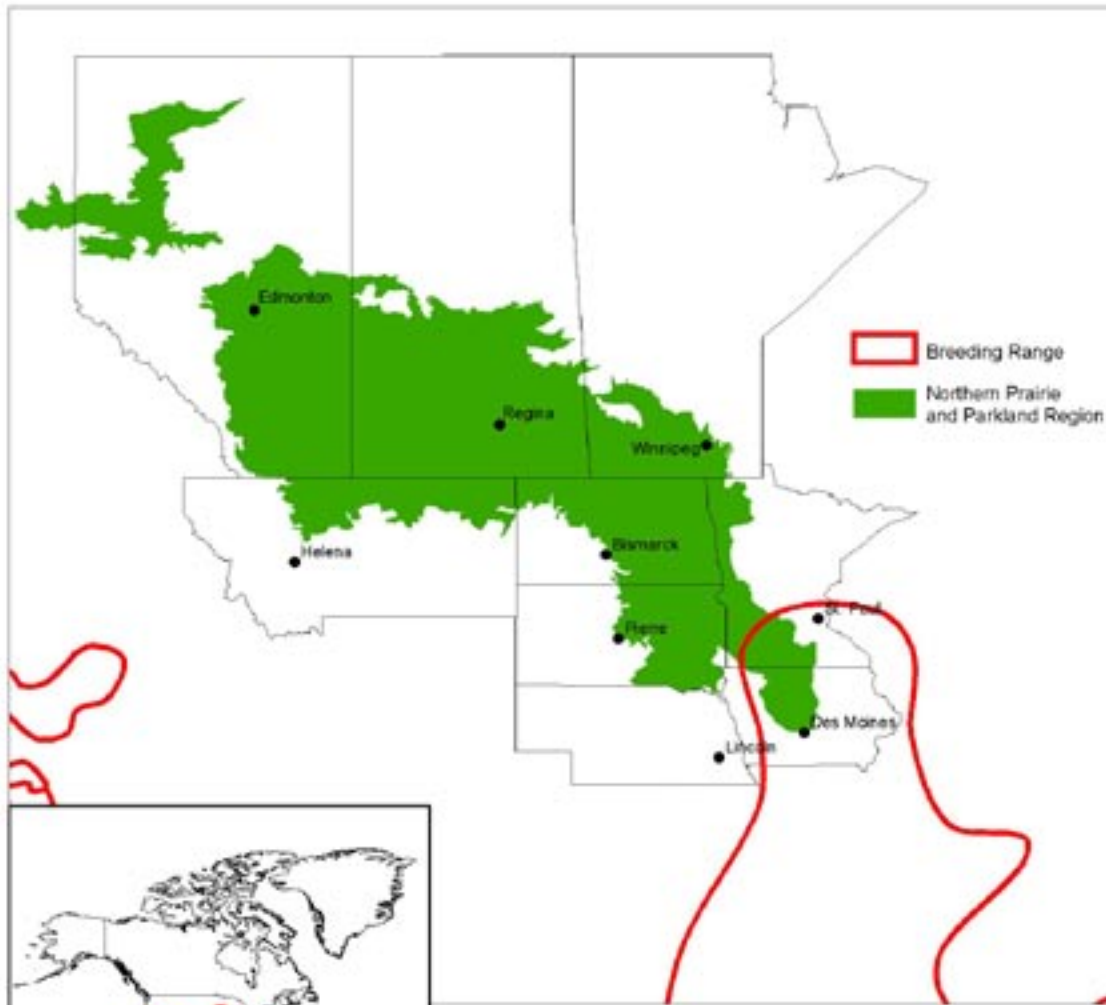 Edmonton
Breeding Range
Northern Prairie
and Parkland Region
Regina
Winnipeg
Helena
Bismarck
St. Paul
Pierre
Des Moines
Lincoln